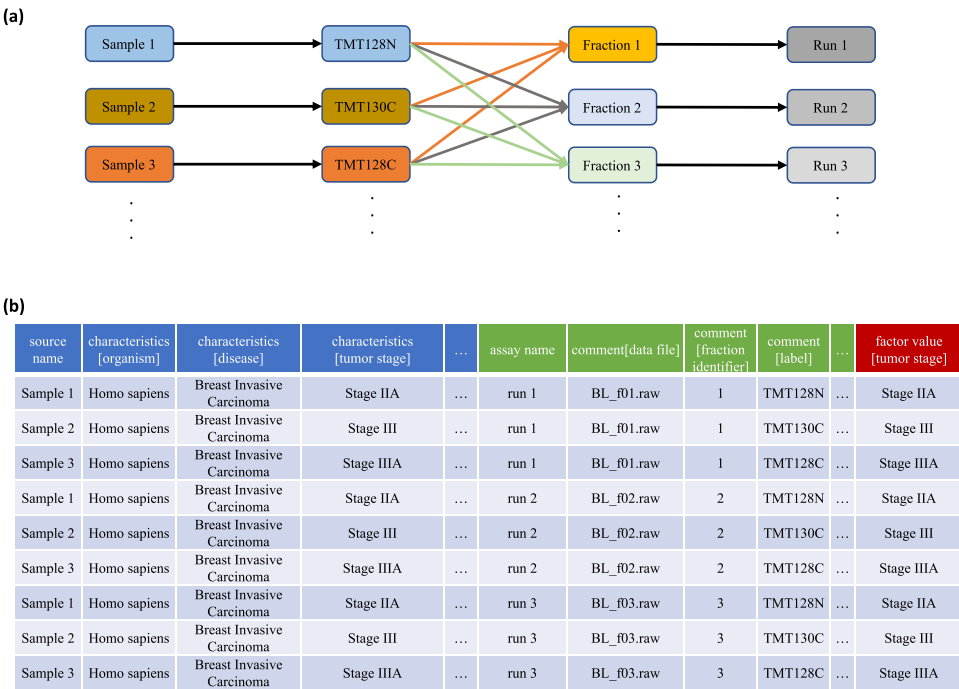 (a)
Sample 1 TMT128N Fraction 1 Run 1
Sample 2 TMT130C Fraction 2 Run 2
Sample 3 TMT128C Fraction 3 Run 3
(b)
source name characteristics [organism] characteristics [disease] characteristics [tumor stage] … assay name comment[data file] comment [fraction identifier] comment [label] … factor value [tumor stage]
Sample 1 Homo sapiens Breast Invasive Carcinoma Stage IIA … run 1 BL_f01.raw 1 TMT128N … Stage IIA
Sample 2 Homo sapiens Breast Invasive Carcinoma Stage III … run 1 BL_f01.raw 1 TMT130C … Stage III
Sample 3 Homo sapiens Breast Invasive Carcinoma Stage IIIA … run 1 BL_f01.raw 1 TMT128C … Stage IIIA
Sample 1 Homo sapiens Breast Invasive Carcinoma Stage IIA … run 2 BL_f02.raw 2 TMT128N … Stage IIA
Sample 2 Homo sapiens Breast Invasive Carcinoma Stage III … run 2 BL_f02.raw 2 TMT130C … Stage III
Sample 3 Homo sapiens Breast Invasive Carcinoma Stage IIIA … run 2 BL_f02.raw 2 TMT128C … Stage IIIA
Sample 1 Homo sapiens Breast Invasive Carcinoma Stage IIA … run 3 BL_f03.raw 3 TMT128N … Stage IIA
Sample 2 Homo sapiens Breast Invasive Carcinoma Stage III … run 3 BL_f03.raw 3 TMT130C … Stage III
Sample 3 Homo sapiens Breast Invasive Carcinoma Stage IIIA … run 3 BL_f03.raw 3 TMT128C … Stage IIIA